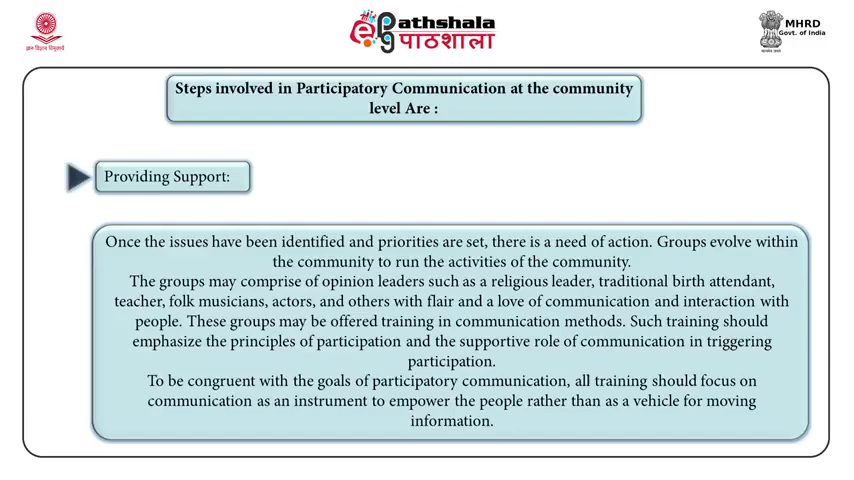 ज्ञान विज्ञान विमुक्तये
ePg Pathshala
पाठशाला
MHRD
Govt. of India
सत्यमेव जयते
Steps involved in Participatory Communication at the community
level Are :
Providing Support:
Once the issues have been identified and priorities are set, there is a need of action. Groups evolve within
the community to run the activities of the community.
The groups may comprise of opinion leaders such as a religious leader, traditional birth attendant,
teacher, folk musicians, actors, and others with flair and a love of communication and interaction with
people. These groups may be offered training in communication methods. Such training should
emphasize the principles of participation and the supportive role of communication in triggering
participation.
To be congruent with the goals of participatory communication, all training should focus on
communication as an instrument to empower the people rather than as a vehicle for moving
information.